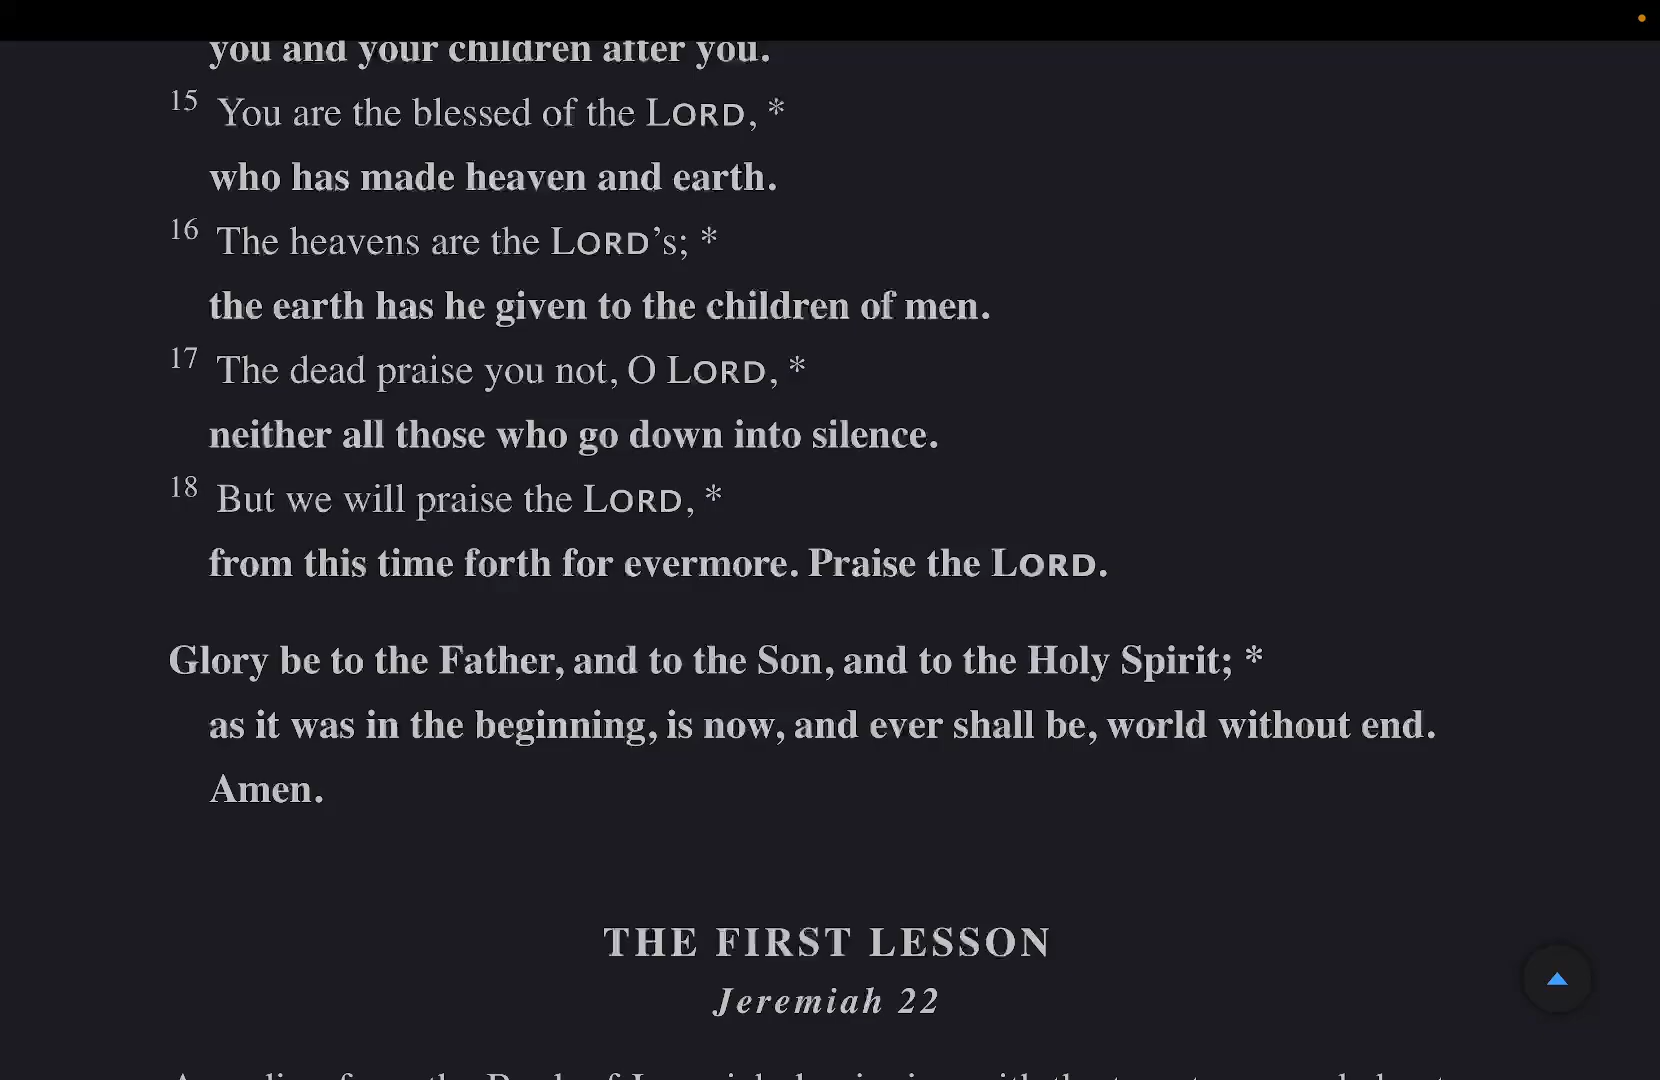 you and your children after you.
15 You are the blessed of the LORD, *
who has made heaven and earth.
16 The heavens are the LORD’s; *
the earth has he given to the children of men.
17 The dead praise you not, O LORD, *
neither all those who go down into silence.
18 But we will praise the LORD, *
from this time forth for evermore. Praise the LORD.
Glory be to the Father, and to the Son, and to the Holy Spirit; *
as it was in the beginning, is now, and ever shall be, world without end.
Amen.
THE FIRST LESSON
Jeremiah 22